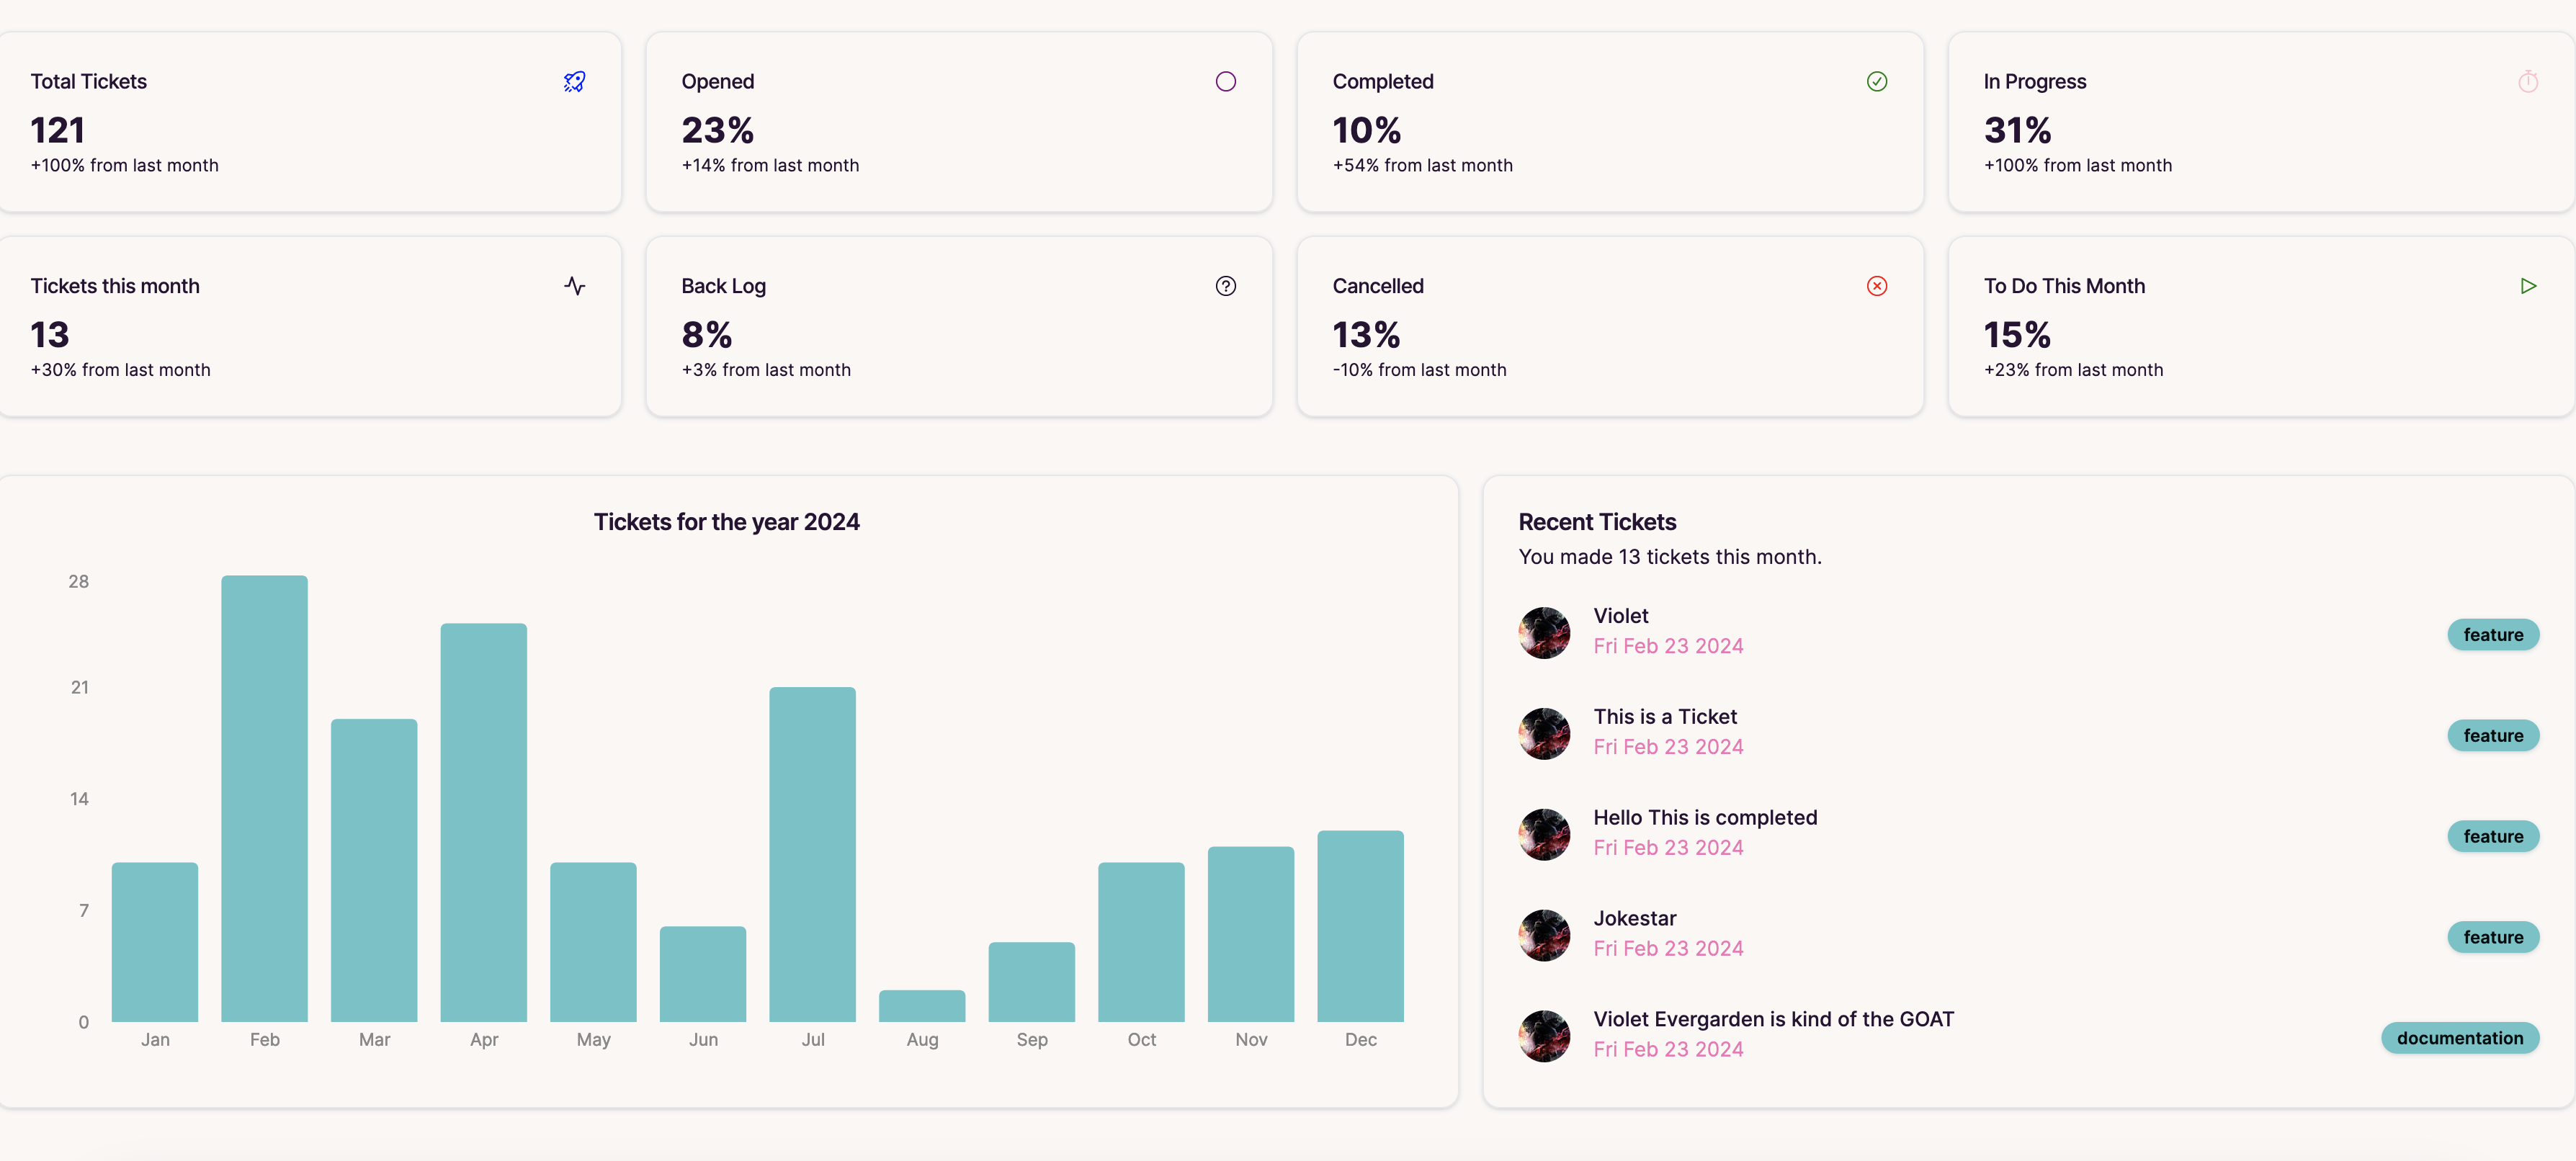 Total Tickets
121
+100% from last month
Opened
23%
+14% from last month
Completed
10%
+54% from last month
In Progress
31%
+100% from last month
Tickets this month
13
+30% from last month
Back Log
8%
+3% from last month
Cancelled
13%
-10% from last month
To Do This Month
15%
+23% from last month
Tickets for the year 2024
28
21
14
7
0
Jan Feb Mar Apr May Jun Jul Aug Sep Oct Nov Dec
Recent Tickets
You made 13 tickets this month.
Violet
Fri Feb 23 2024
feature
This is a Ticket
Fri Feb 23 2024
feature
Hello This is completed
Fri Feb 23 2024
feature
Jokestar
Fri Feb 23 2024
feature
Violet Evergarden is kind of the GOAT
Fri Feb 23 2024
documentation